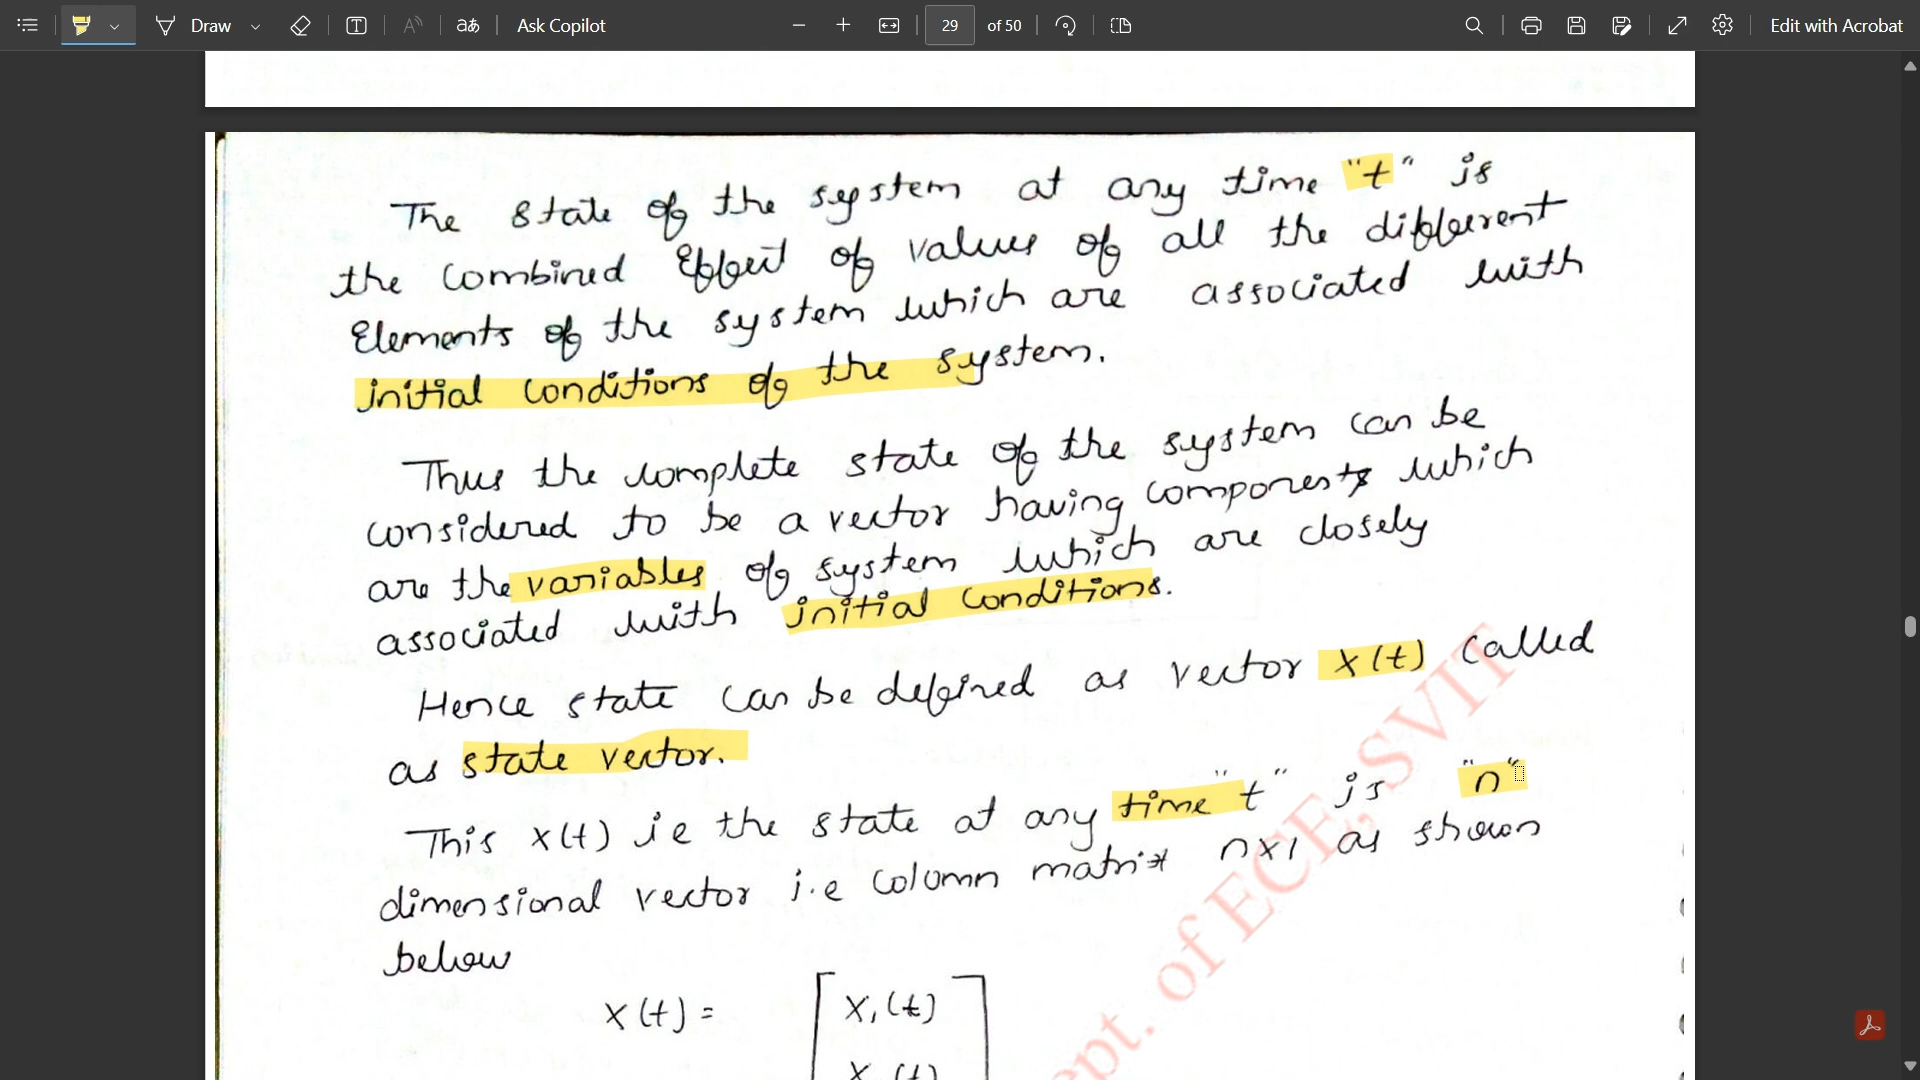 Draw
Ask Copilot
29 of 50
Edit with Acrobat
The state of the system at any time "t" is
the combined Effect of values of all the different
Elements of the system which are associated with
initial conditions of the system.
Thus the complete state of the system can be
considered to be a vector having components which
are the variables of system which are closely
associated with initial conditions.
Hence state can be defined as vector X(t) called
as state vector.
This X(t) ie the state at any time "t" is "n"
dimensional vector i.e column matrix n×1 as shown
below
X(t) = [ X₁(t)
ept. of ECE, SVIT